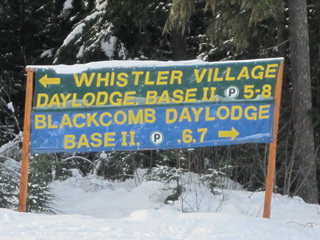 ← WHISTLER VILLAGE
DAYLODGE, BASE II, P 5-8
BLACKCOMB DAYLODGE
BASE II, P ,6,7 →